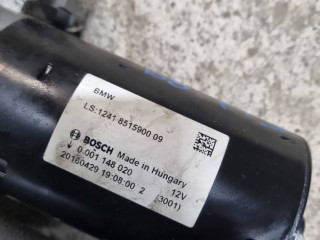 BMW
LS:1241 8515900 09
BOSCH Made in Hungary
0 001 148 020 12V
20160429 19:08:00 2 (3001)